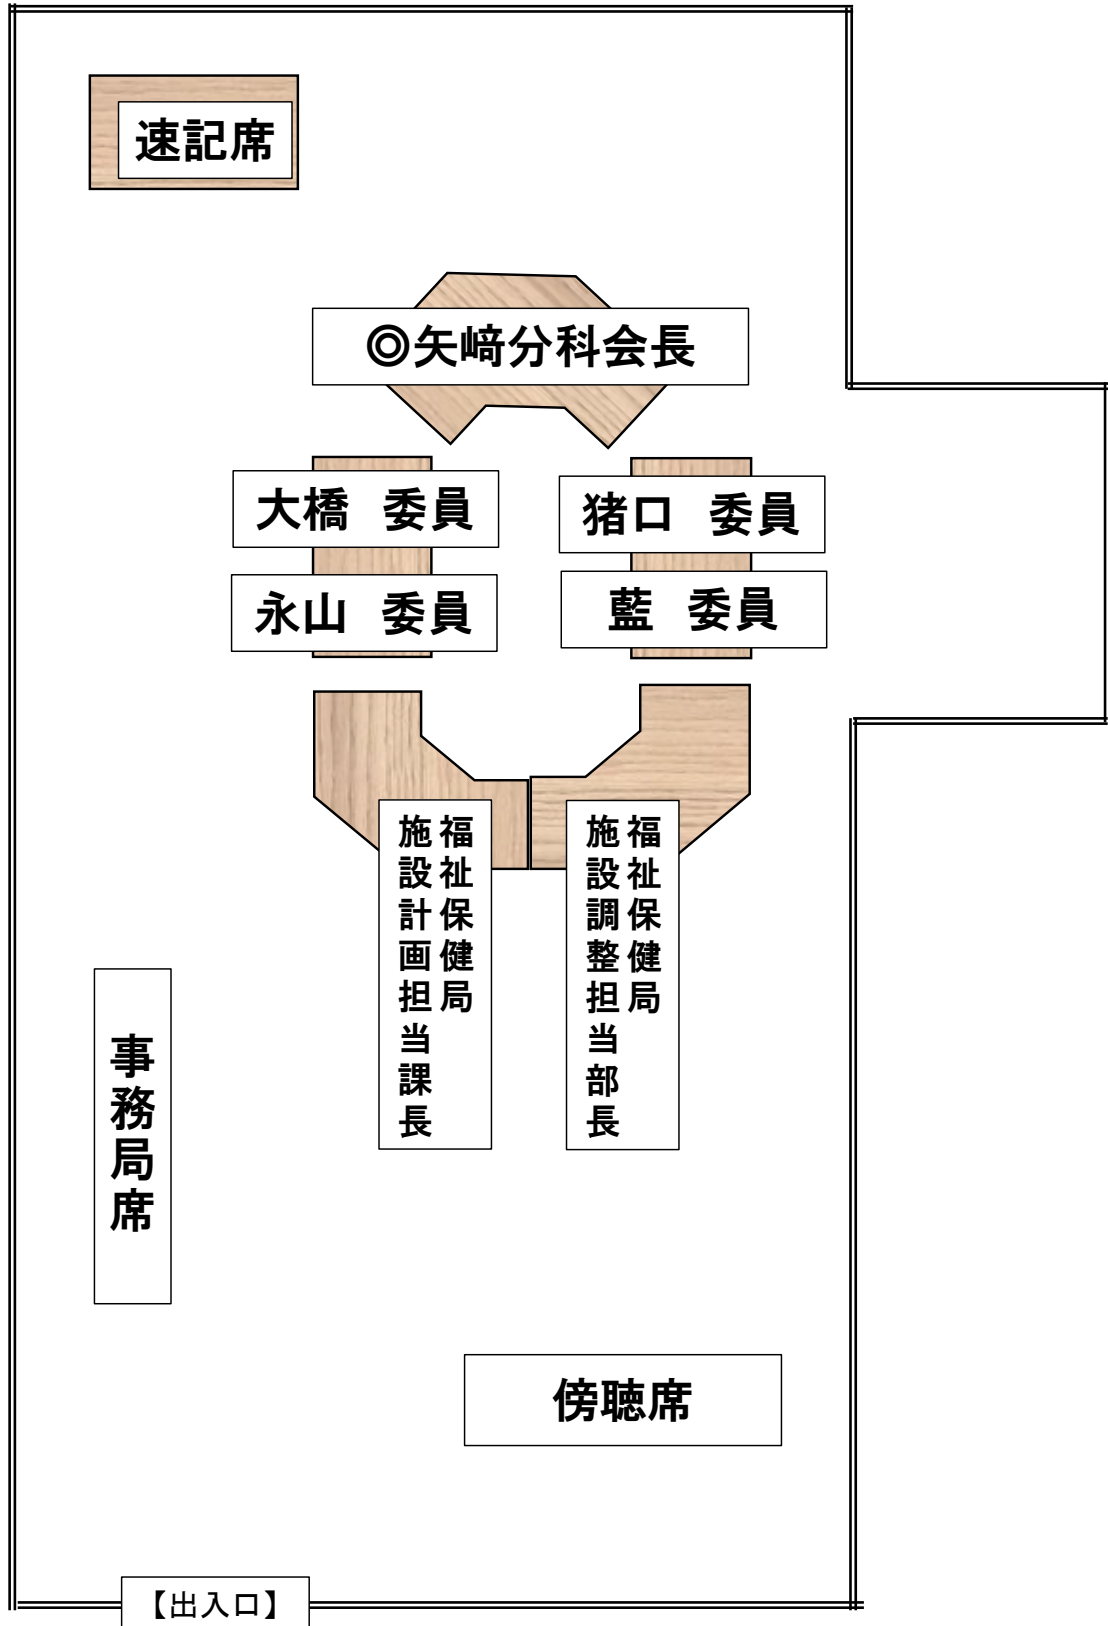 速記席
◎矢﨑分科会長
大橋　委員
猪口　委員
永山　委員
藍　委員
福祉保健局
施設計画担当課長
福祉保健局
施設調整担当部長
事務局席
傍聴席
【出入口】